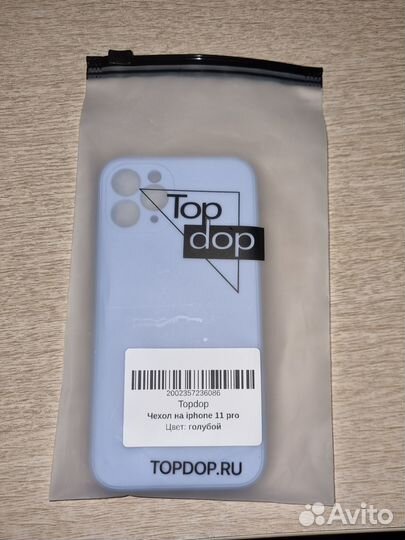 Top
dop
2002357236086
Topdop
Чехол на iphone 11 pro
Цвет: голубой
TOPDOP.RU
Avito